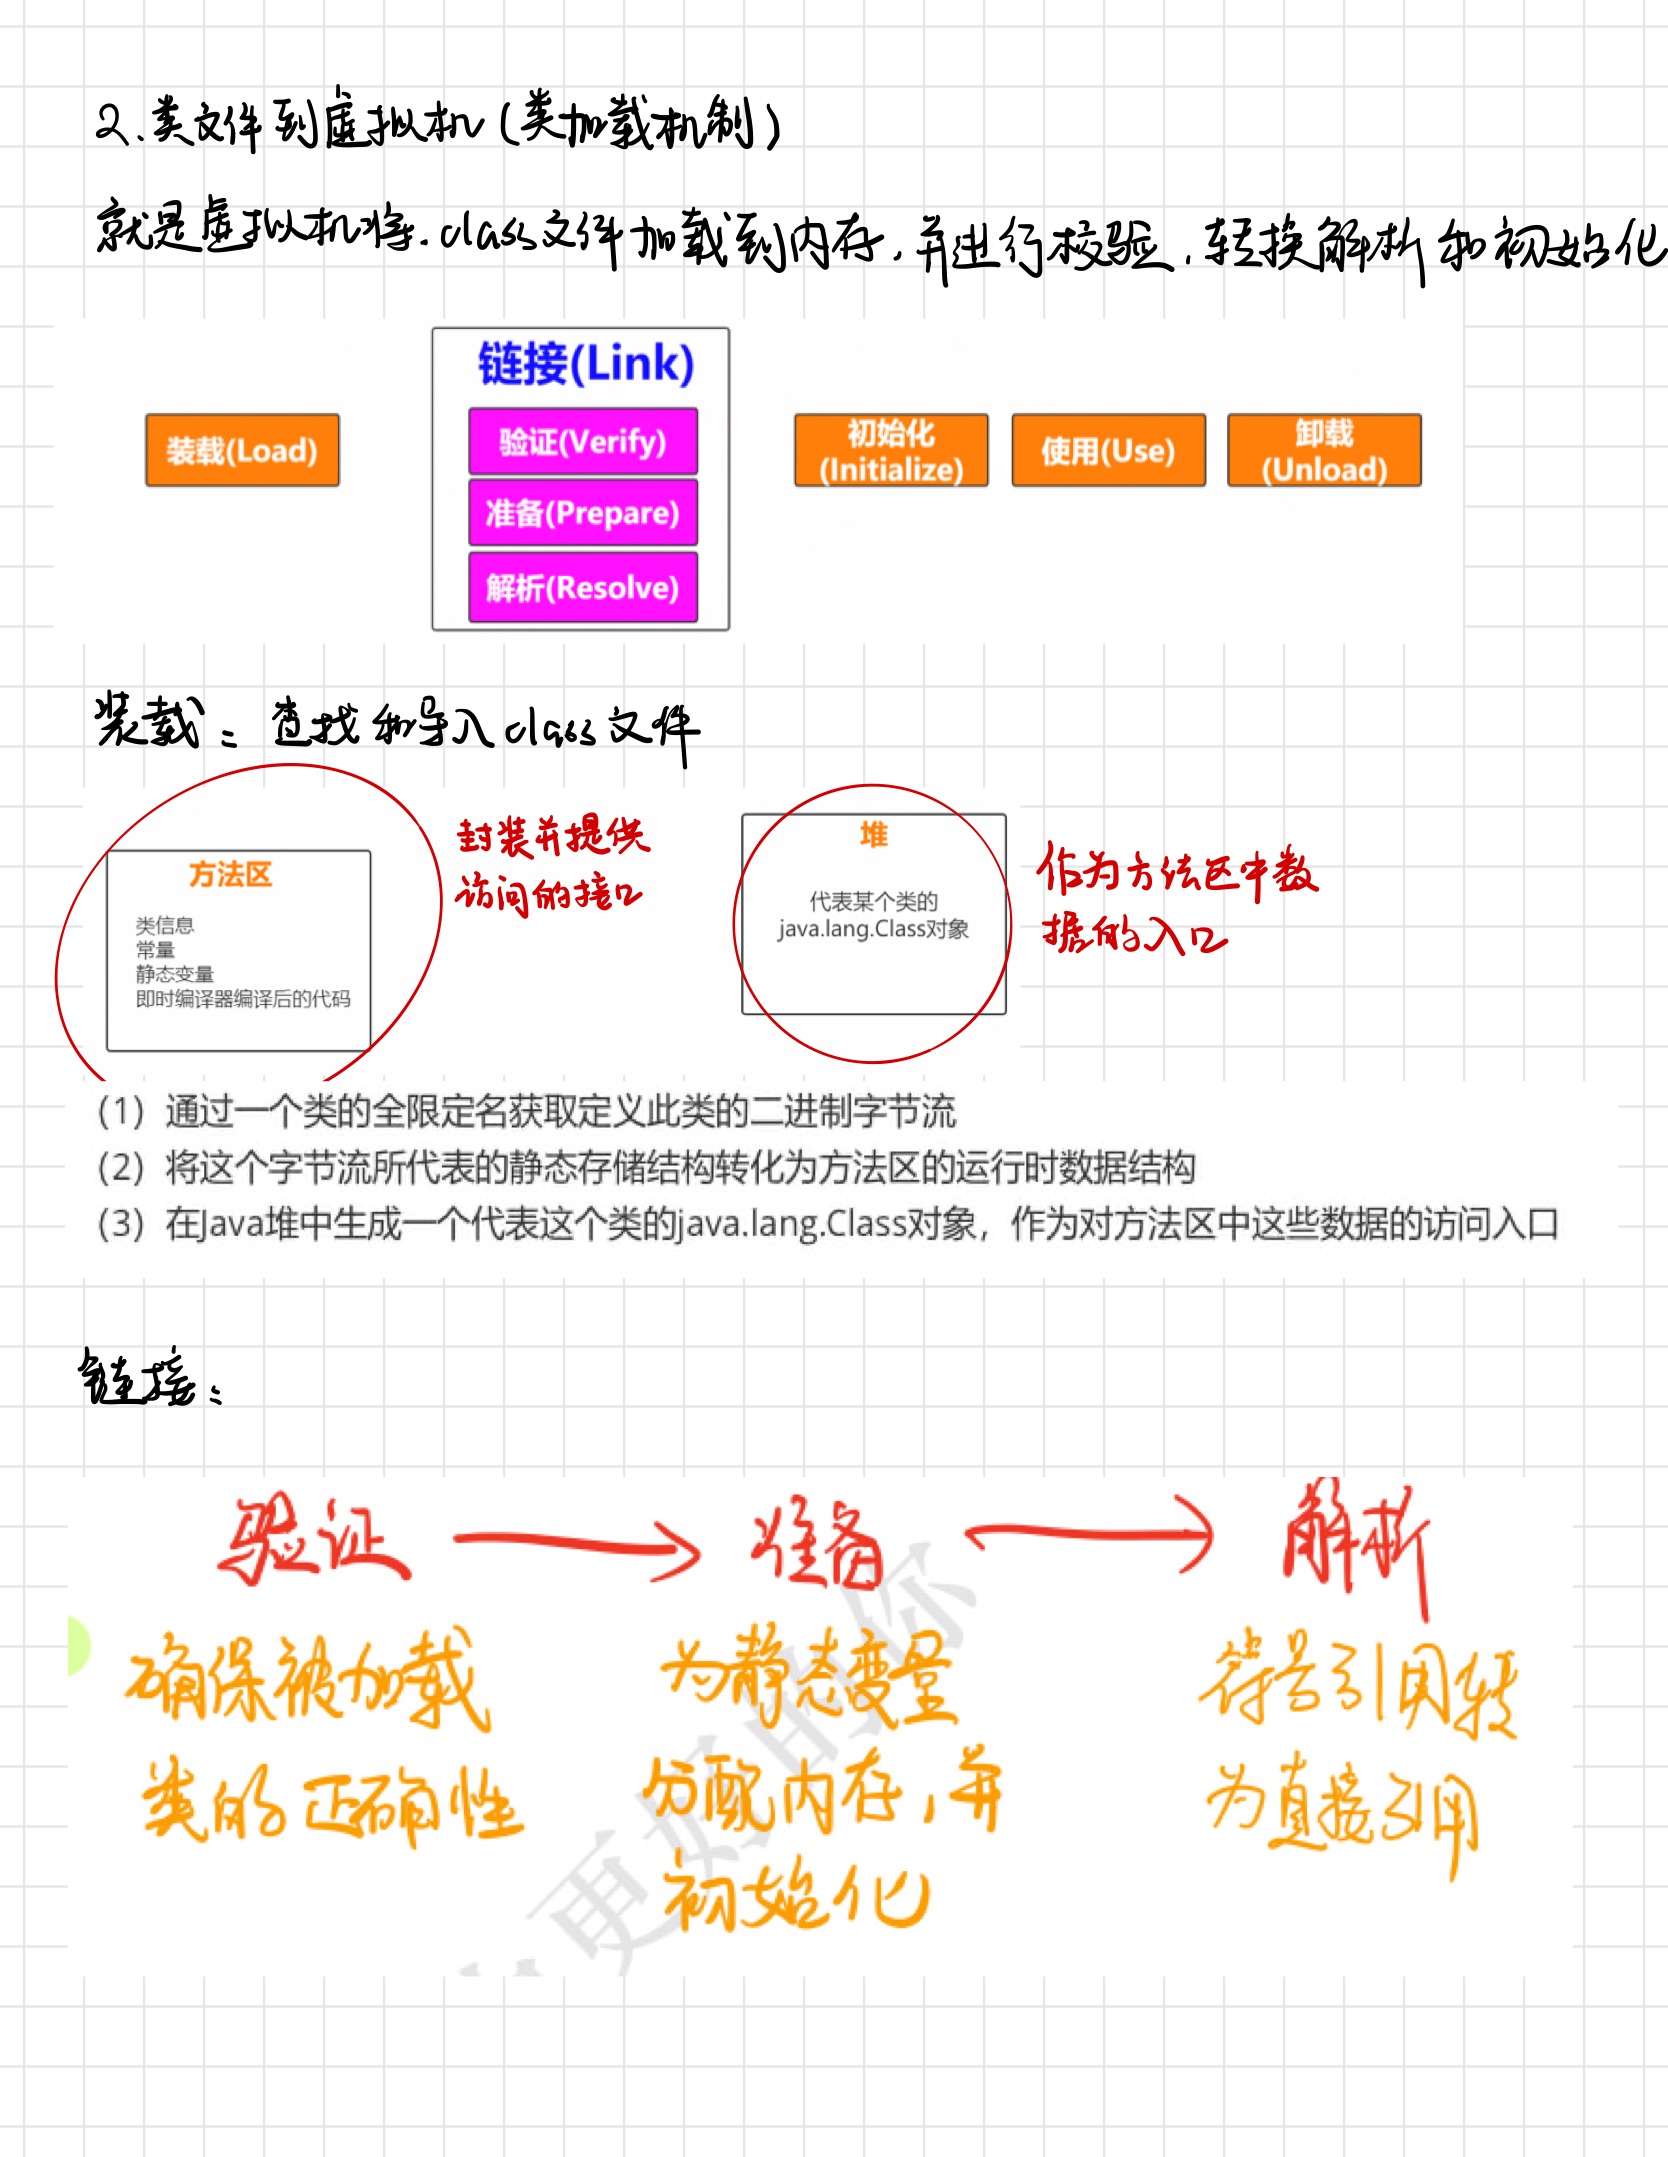 2.类文件到虚拟机(类加载机制)
就是虚拟机将.class文件加载到内存,并进行校验.转换解析和初始化
链接(Link)
装载(Load)
验证(Verify)
准备(Prepare)
解析(Resolve)
初始化
(Initialize)
使用(Use)
卸载
(Unload)
装载: 查找和导入class文件
方法区
类信息
常量
静态变量
即时编译器编译后的代码
封装并提供
访问的接口
堆
代表某个类的
java.lang.Class对象
作为方法区中数
据的入口
(1)通过一个类的全限定名获取定义此类的二进制字节流
(2)将这个字节流所代表的静态存储结构转化为方法区的运行时数据结构
(3)在Java堆中生成一个代表这个类的java.lang.Class对象，作为对方法区中这些数据的访问入口
链接:
验证
准备
解析
确保被加载
类的正确性
为静态变量
分配内存,并
初始化
符号引用转
为直接引用
更好的你